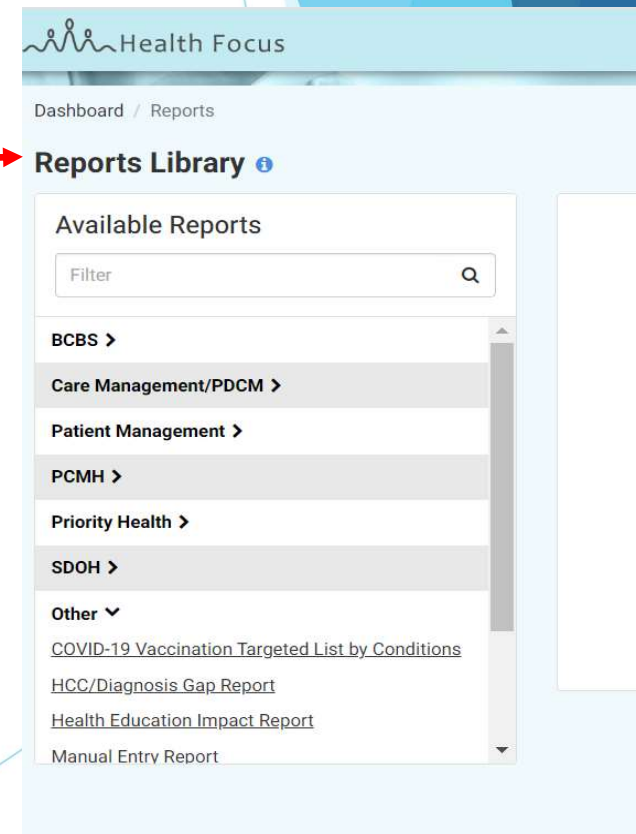 Health Focus
Dashboard / Reports
Reports Library
Available Reports
Filter
BCBS
Care Management/PDCM
Patient Management
PCMH
Priority Health
SDOH
Other
COVID-19 Vaccination Targeted List by Conditions
HCC/Diagnosis Gap Report
Health Education Impact Report
Manual Entry Report